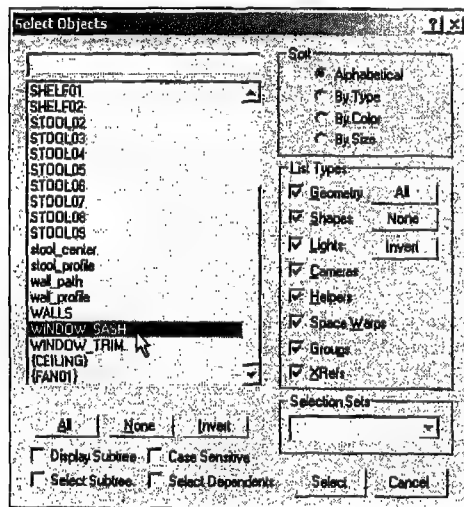 Select Objects
SHELF01
SHELF02
STOOL02
STOOL03
STOOL04
STOOL05
STOOL06
STOOL07
STOOL08
STOOL09
stool_center
stool_profile
wall_path
wall_profile
WALLS
WINDOW_SASH
WINDOW_TRIM
{CEILING}
{FAN01}
All None Invert
Display Subtree Case Sensitive
Select Subtree Select Dependents
Sort
Alphabetical
By Type
By Color
By Size
List Types
Geometry All
Shapes None
Lights Invert
Cameras
Helpers
Space Warps
Groups
XRefs
Selection Sets
Select Cancel